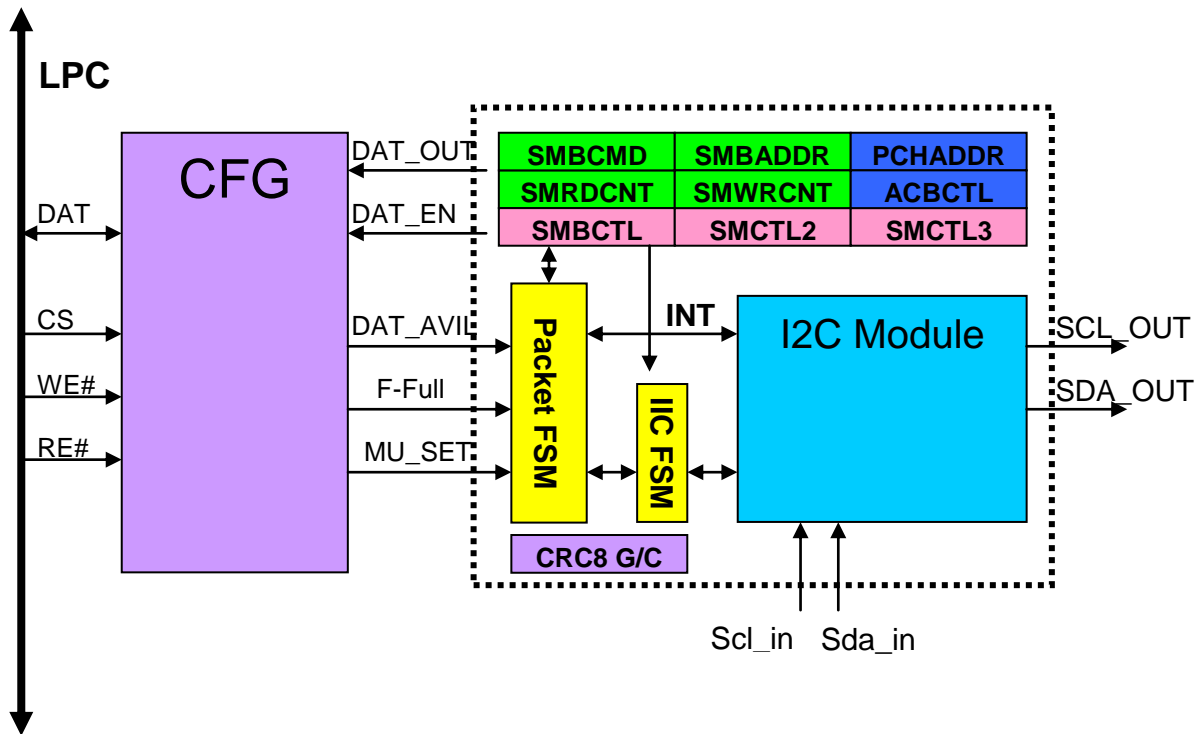 LPC
CFG
DAT
CS
WE#
RE#
DAT_OUT
DAT_EN
DAT_AVIL
F-Full
MU_SET
SMBCMD SMBADDR PCHADDR
SMRDCNT SMWRCNT ACBCTL
SMBCTL SMCTL2 SMCTL3
Packet FSM
INT
IIC FSM
CRC8 G/C
I2C Module
SCL_OUT
SDA_OUT
Scl_in Sda_in